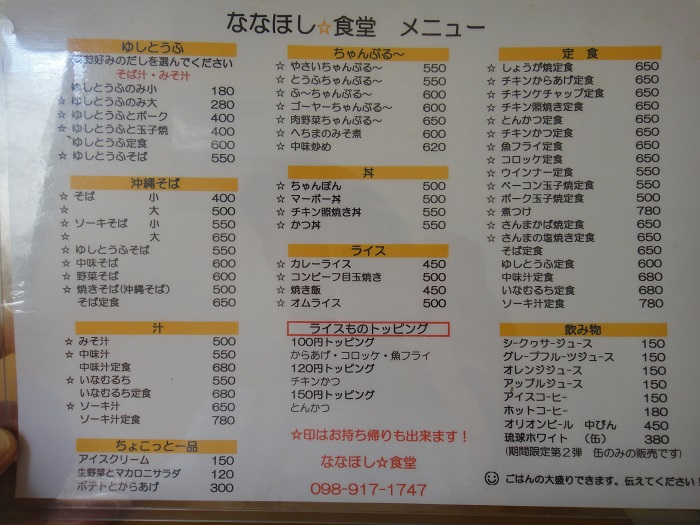 ななほし☆食堂 メニュー
ゆしとうふ
お好みのだしを選んでください
そば汁・みそ汁
ゆしとうふのみ小 180
☆ ゆしとうふのみ大 280
☆ ゆしとうふとポーク 400
ゆしとうふと玉子焼 400
ゆしとうふ定食 600
☆ ゆしとうふそば 550
沖縄そば
☆ そば 小 400
☆ 大 500
☆ ソーキそば 小 550
☆ 大 650
☆ ゆしとうふそば 550
☆ 中味そば 600
☆ 野菜そば 600
☆ 焼きそば(沖縄そば) 500
そば定食 650
汁
☆ みそ汁 500
☆ 中味汁 550
中味汁定食 680
☆ いなむるち 550
いなむるち定食 680
☆ ソーキ汁 650
ソーキ汁定食 780
ちょこっと一品
アイスクリーム 150
生野菜とマカロニサラダ 120
ポテトとからあげ 300
ちゃんぷる～
☆ やさいちゃんぷる～ 550
☆ とうふちゃんぷる～ 550
☆ ふ～ちゃんぷる～ 600
☆ ゴーヤーちゃんぷる～ 600
☆ 肉野菜ちゃんぷる～ 600
☆ へちまのみそ煮 600
☆ 中味炒め 620
丼
☆ ちゃんぽん 500
☆ マーボー丼 500
☆ チキン照焼き丼 550
☆ かつ丼 550
ライス
☆ カレーライス 450
☆ コンビーフ目玉焼き 500
☆ 焼き飯 450
☆ オムライス 500
ライスものトッピング
100円トッピング
からあげ・コロッケ・魚フライ
120円トッピング
チキンかつ
150円トッピング
とんかつ
☆印はお持ち帰りも出来ます！
ななほし☆食堂
098-917-1747
定食
☆ しょうが焼定食 650
☆ チキンからあげ定食 650
☆ チキンケチャップ定食 650
☆ チキン照焼き定食 650
☆ とんかつ定食 650
☆ チキンかつ定食 650
☆ 魚フライ定食 650
☆ コロッケ定食 650
☆ ウインナー定食 550
☆ ベーコン玉子焼定食 550
☆ ポーク玉子焼定食 500
☆ 煮つけ 780
☆ さんまかば焼定食 650
☆ さんまの塩焼き定食 650
そば定食 650
ゆしとうふ定食 600
中味汁定食 680
いなむるち定食 680
ソーキ汁定食 780
飲み物
シークヮサージュース 150
グレープフルーツジュース 150
オレンジジュース 150
アップルジュース 150
アイスコーヒー 150
ホットコーヒー 180
オリオンビール 中びん 450
琉球ホワイト （缶） 380
（期間限定第2弾 缶のみの販売です）
ごはんの大盛りできます。伝えてください！